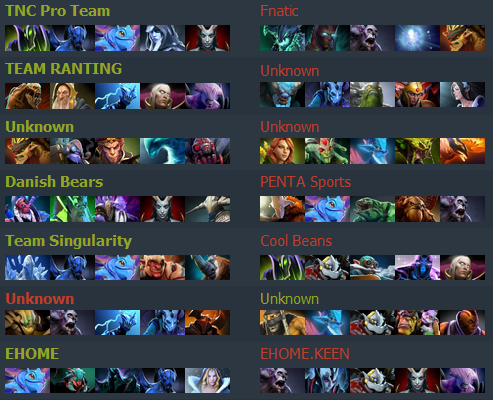 TNC Pro Team Fnatic
TEAM RANTING Unknown
Unknown Unknown
Danish Bears PENTA Sports
Team Singularity Cool Beans
Unknown Unknown
EHOME EHOME.KEEN